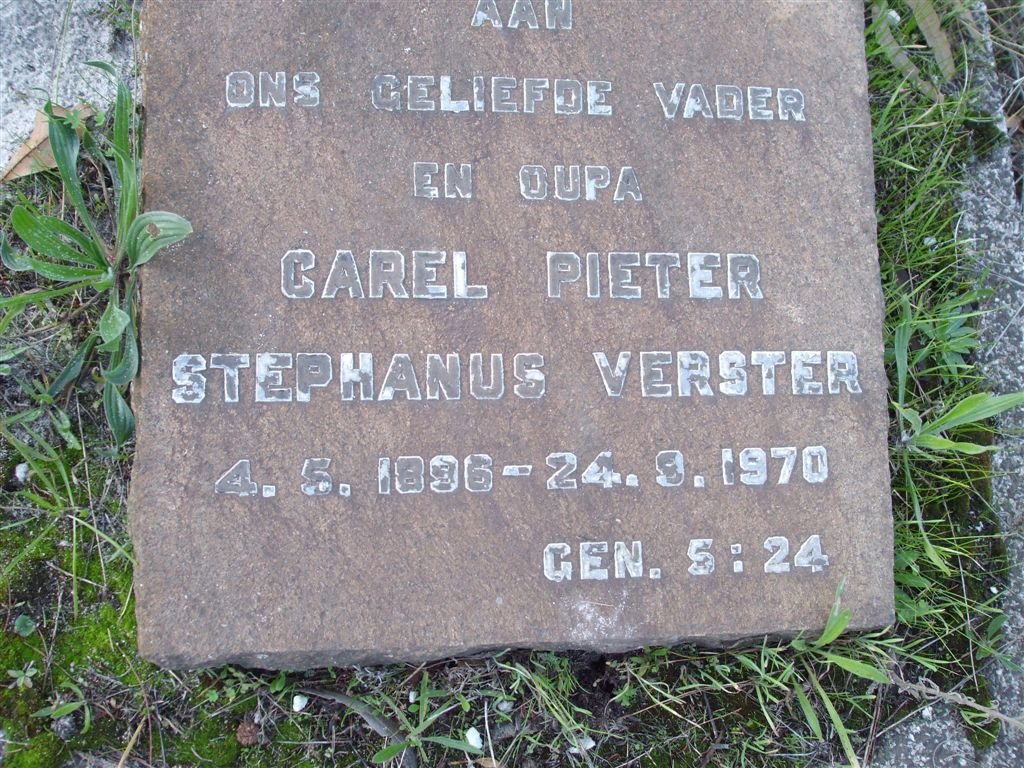 AAN
ONS GELIEFDE VADER
EN OUPA
CAREL PIETER
STEPHANUS VERSTER
4.5.1896-24.9.1970
GEN. 5:24